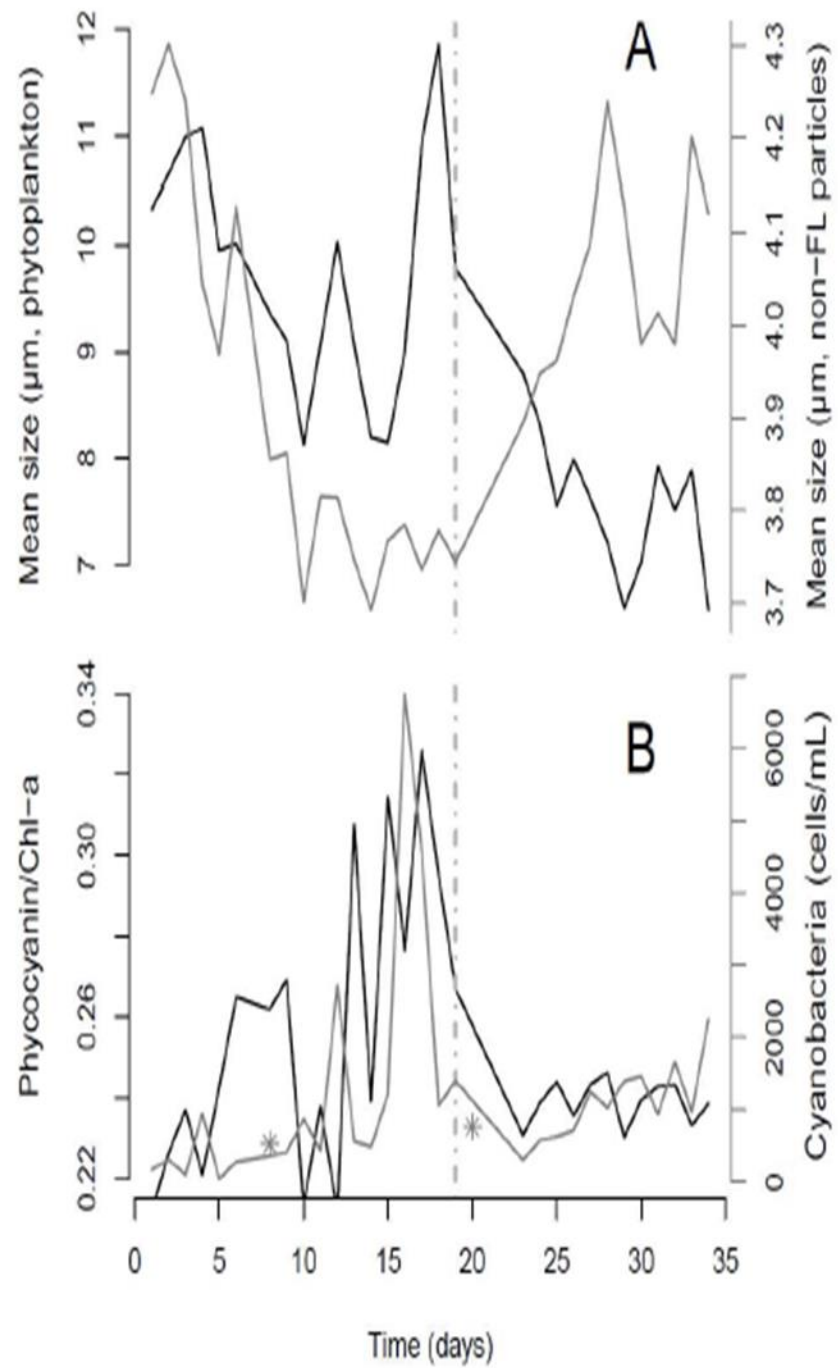 A
Mean size (µm, phytoplankton)
12
11
10
9
8
7
Mean size (µm, non−FL particles)
4.3
4.2
4.1
4.0
3.9
3.8
3.7
B
Phycocyanin/Chl−a
0.34
0.30
0.26
0.22
Cyanobacteria (cells/mL)
6000
4000
2000
0
0 5 10 15 20 25 30 35
Time (days)